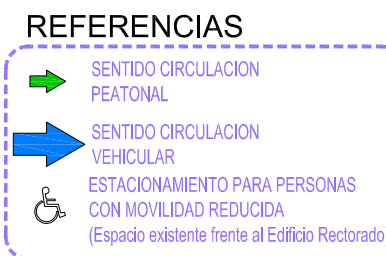 REFERENCIAS
SENTIDO CIRCULACION
PEATONAL
SENTIDO CIRCULACION
VEHICULAR
ESTACIONAMIENTO PARA PERSONAS
CON MOVILIDAD REDUCIDA
(Espacio existente frente al Edificio Rectorado